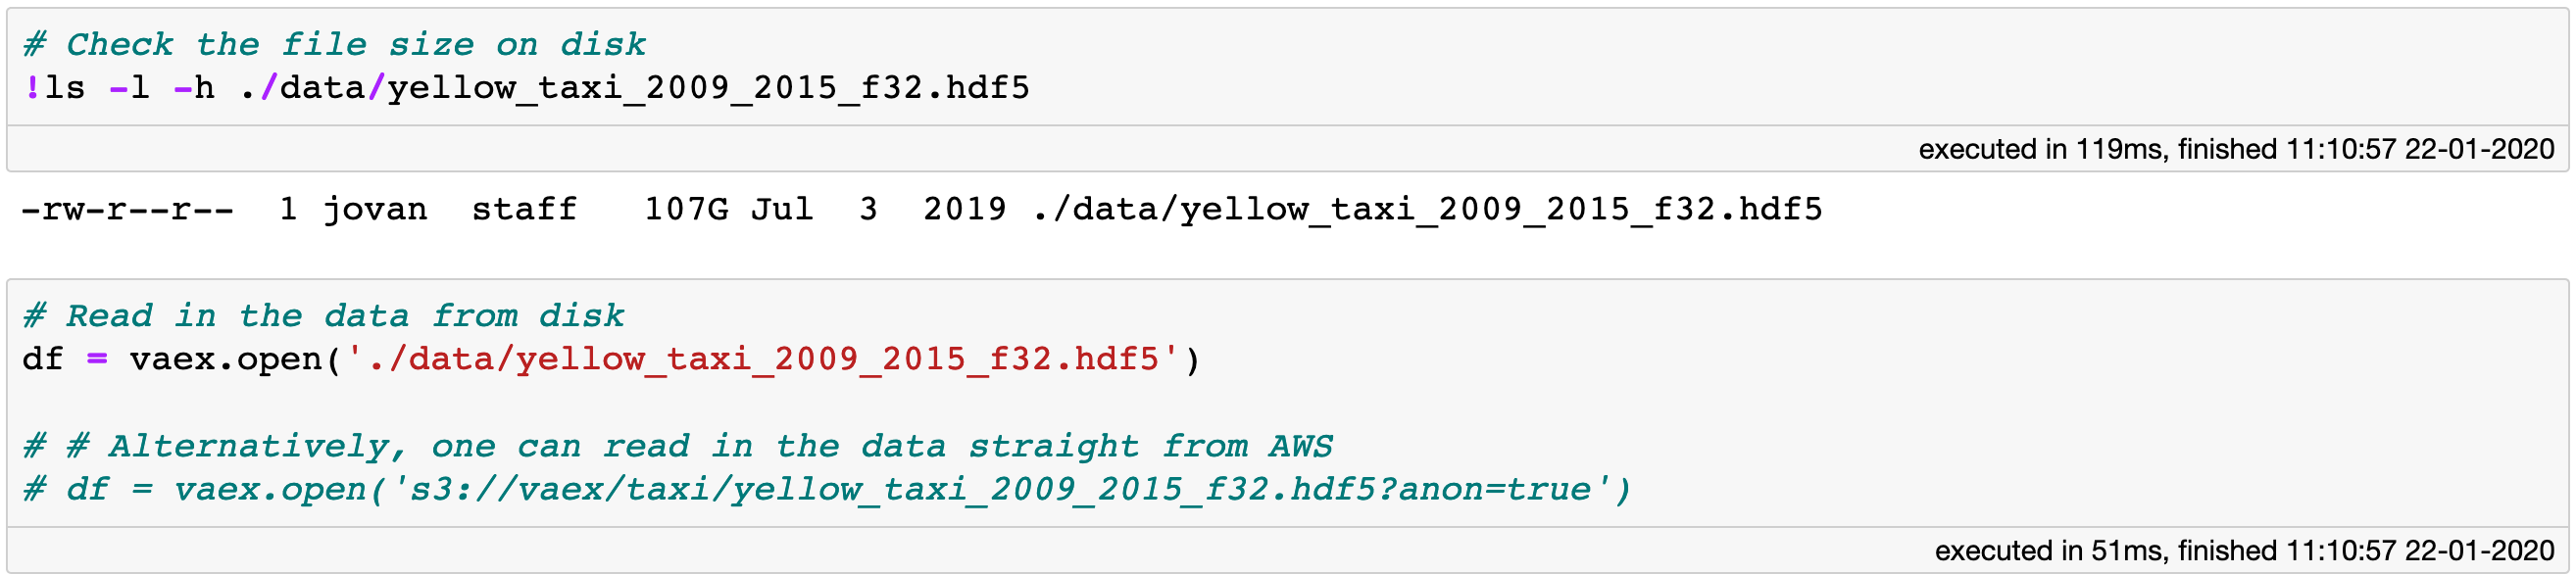 # Check the file size on disk
!ls -l -h ./data/yellow_taxi_2009_2015_f32.hdf5
executed in 119ms, finished 11:10:57 22-01-2020
-rw-r--r--  1 jovan  staff   107G Jul  3  2019 ./data/yellow_taxi_2009_2015_f32.hdf5
# Read in the data from disk
df = vaex.open('./data/yellow_taxi_2009_2015_f32.hdf5')
# # Alternatively, one can read in the data straight from AWS
# df = vaex.open('s3://vaex/taxi/yellow_taxi_2009_2015_f32.hdf5?anon=true')
executed in 51ms, finished 11:10:57 22-01-2020